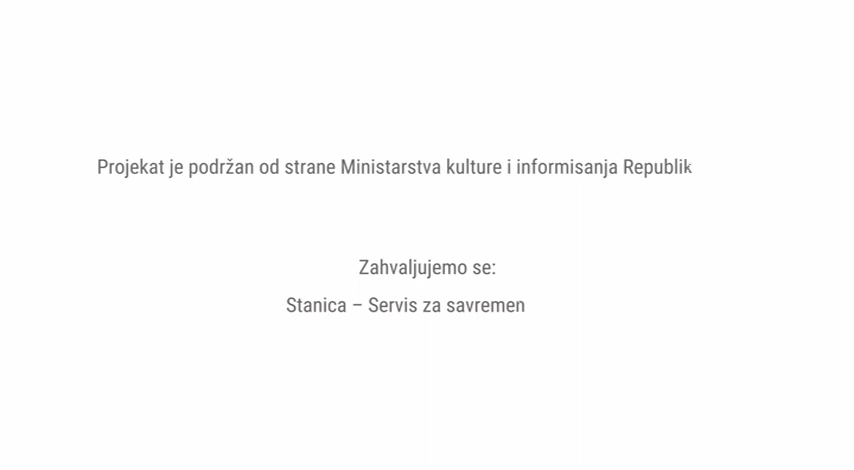 Projekat je podržan od strane Ministarstva kulture i informisanja Republik
Zahvaljujemo se:
Stanica – Servis za savremen